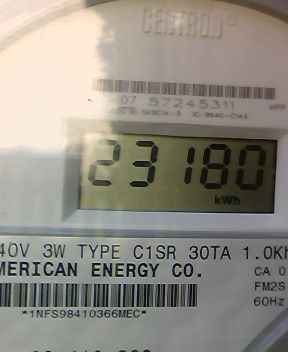 CENTRON®
07 57245311
23180
kWh
40V 3W TYPE C1SR 30TA 1.0Kh
MERICAN ENERGY CO.
CA 0
FM2S
60Hz
*1NFS98410366MEC*